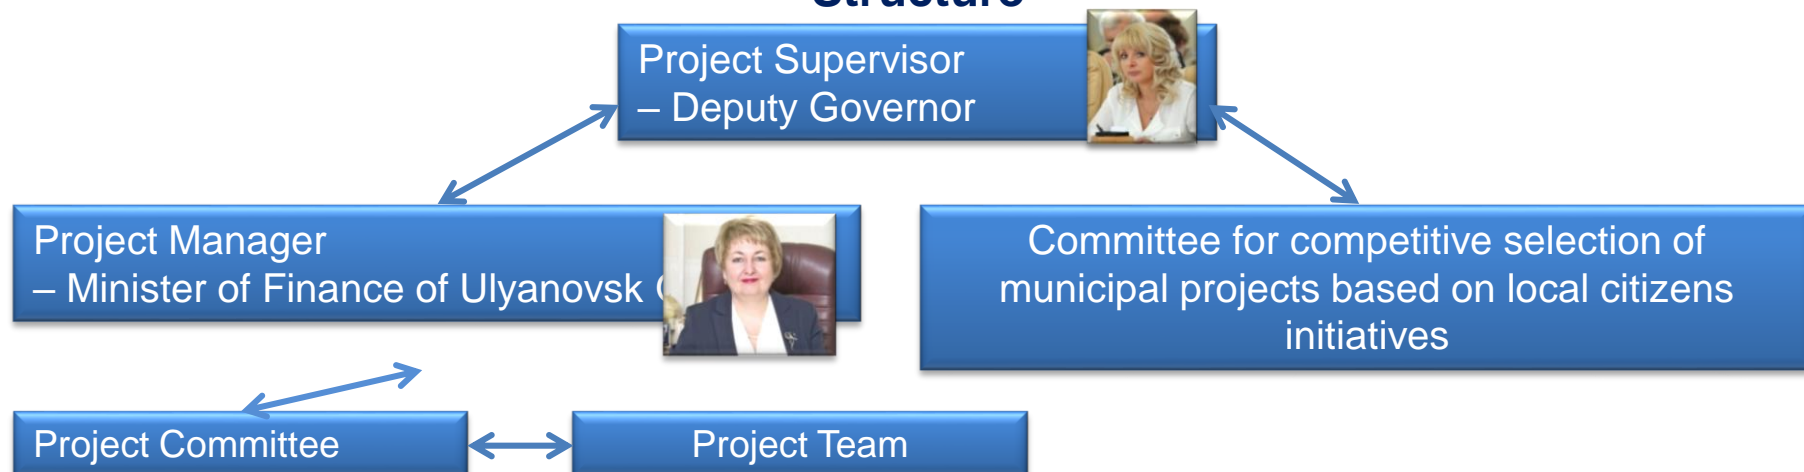 Structure
Project Supervisor
– Deputy Governor
Project Manager
– Minister of Finance of Ulyanovsk
Committee for competitive selection of
municipal projects based on local citizens
initiatives
Project Committee
Project Team